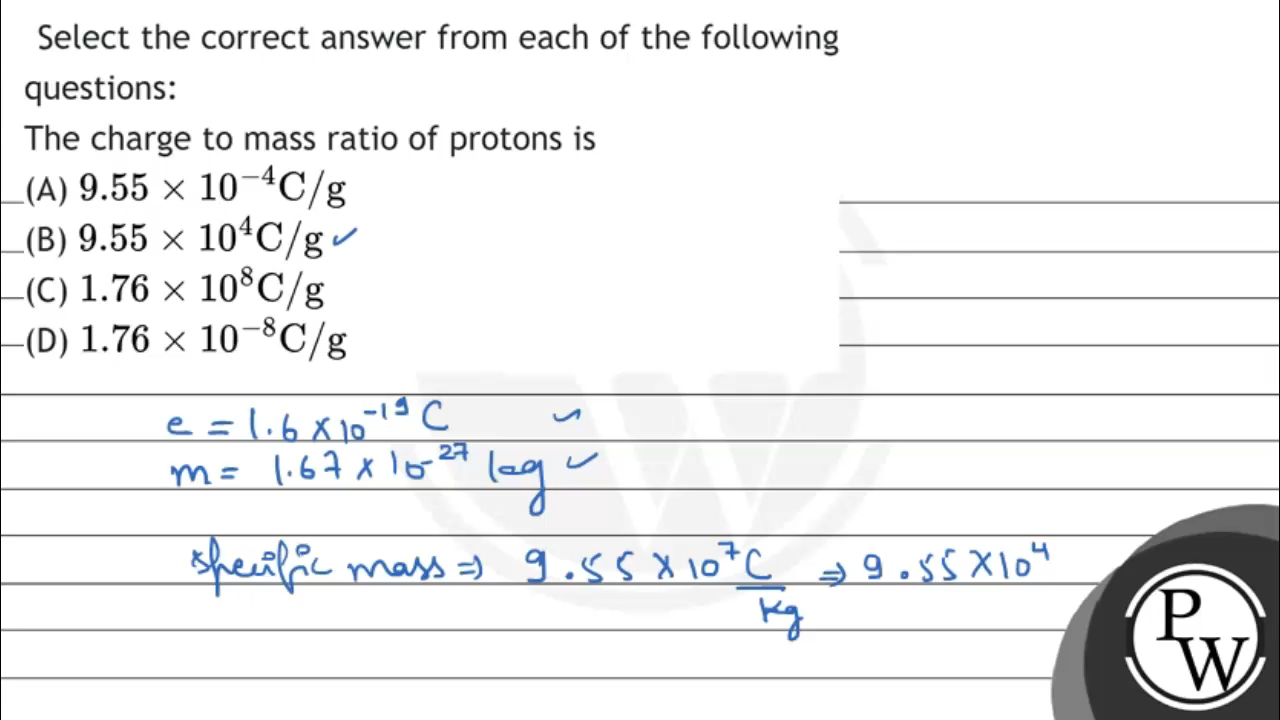 Select the correct answer from each of the following
questions:
The charge to mass ratio of protons is
(A) 9.55 × 10⁻⁴C/g
(B) 9.55 × 10⁴C/g ✓
(C) 1.76 × 10⁸C/g
(D) 1.76 × 10⁻⁸C/g
e = 1.6 × 10⁻¹⁹ C ✓
m = 1.67 × 10⁻²⁷ kg ✓
specific mass ⇒ 9.55 × 10⁷ C/kg ⇒ 9.55 × 10⁴
PW